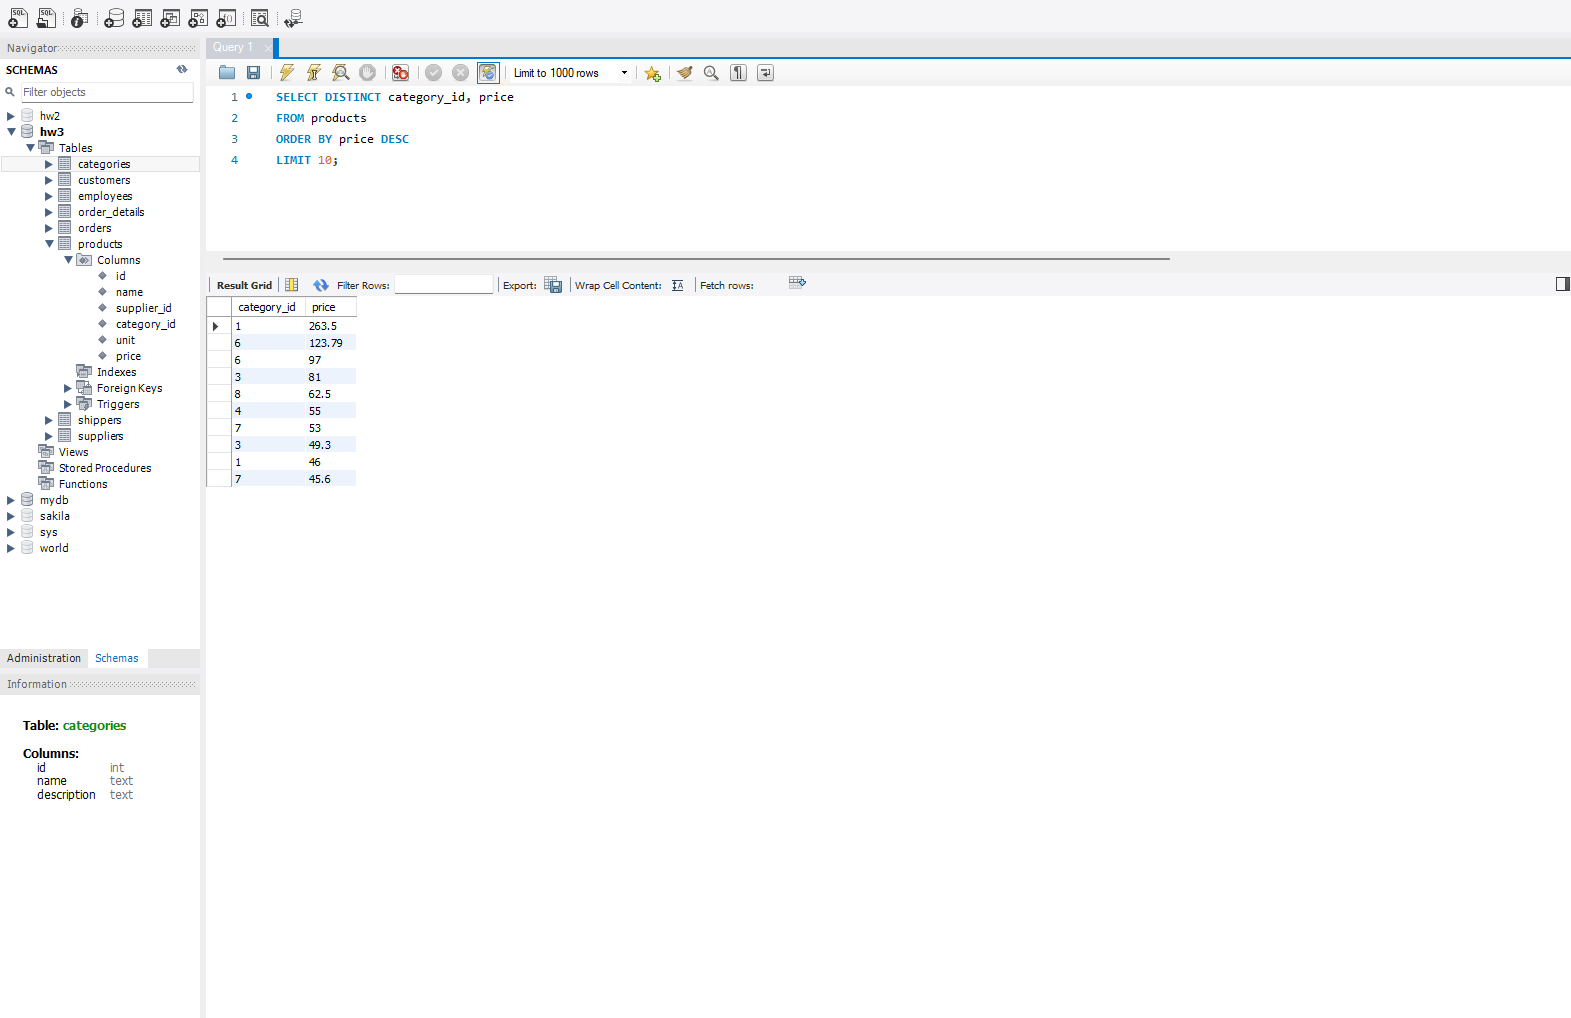 Navigator
SCHEMAS
Filter objects
hw2
hw3
Tables
categories
customers
employees
order_details
orders
products
Columns
id
name
supplier_id
category_id
unit
price
Indexes
Foreign Keys
Triggers
shippers
suppliers
Views
Stored Procedures
Functions
mydb
sakila
sys
world
Administration Schemas
Information
Table: categories
Columns:
id int
name text
description text
Query 1
Limit to 1000 rows
1 SELECT DISTINCT category_id, price
2 FROM products
3 ORDER BY price DESC
4 LIMIT 10;
Result Grid Filter Rows: Export: Wrap Cell Content: Fetch rows:
category_id price
1 263.5
6 123.79
6 97
3 81
8 62.5
4 55
7 53
3 49.3
1 46
7 45.6